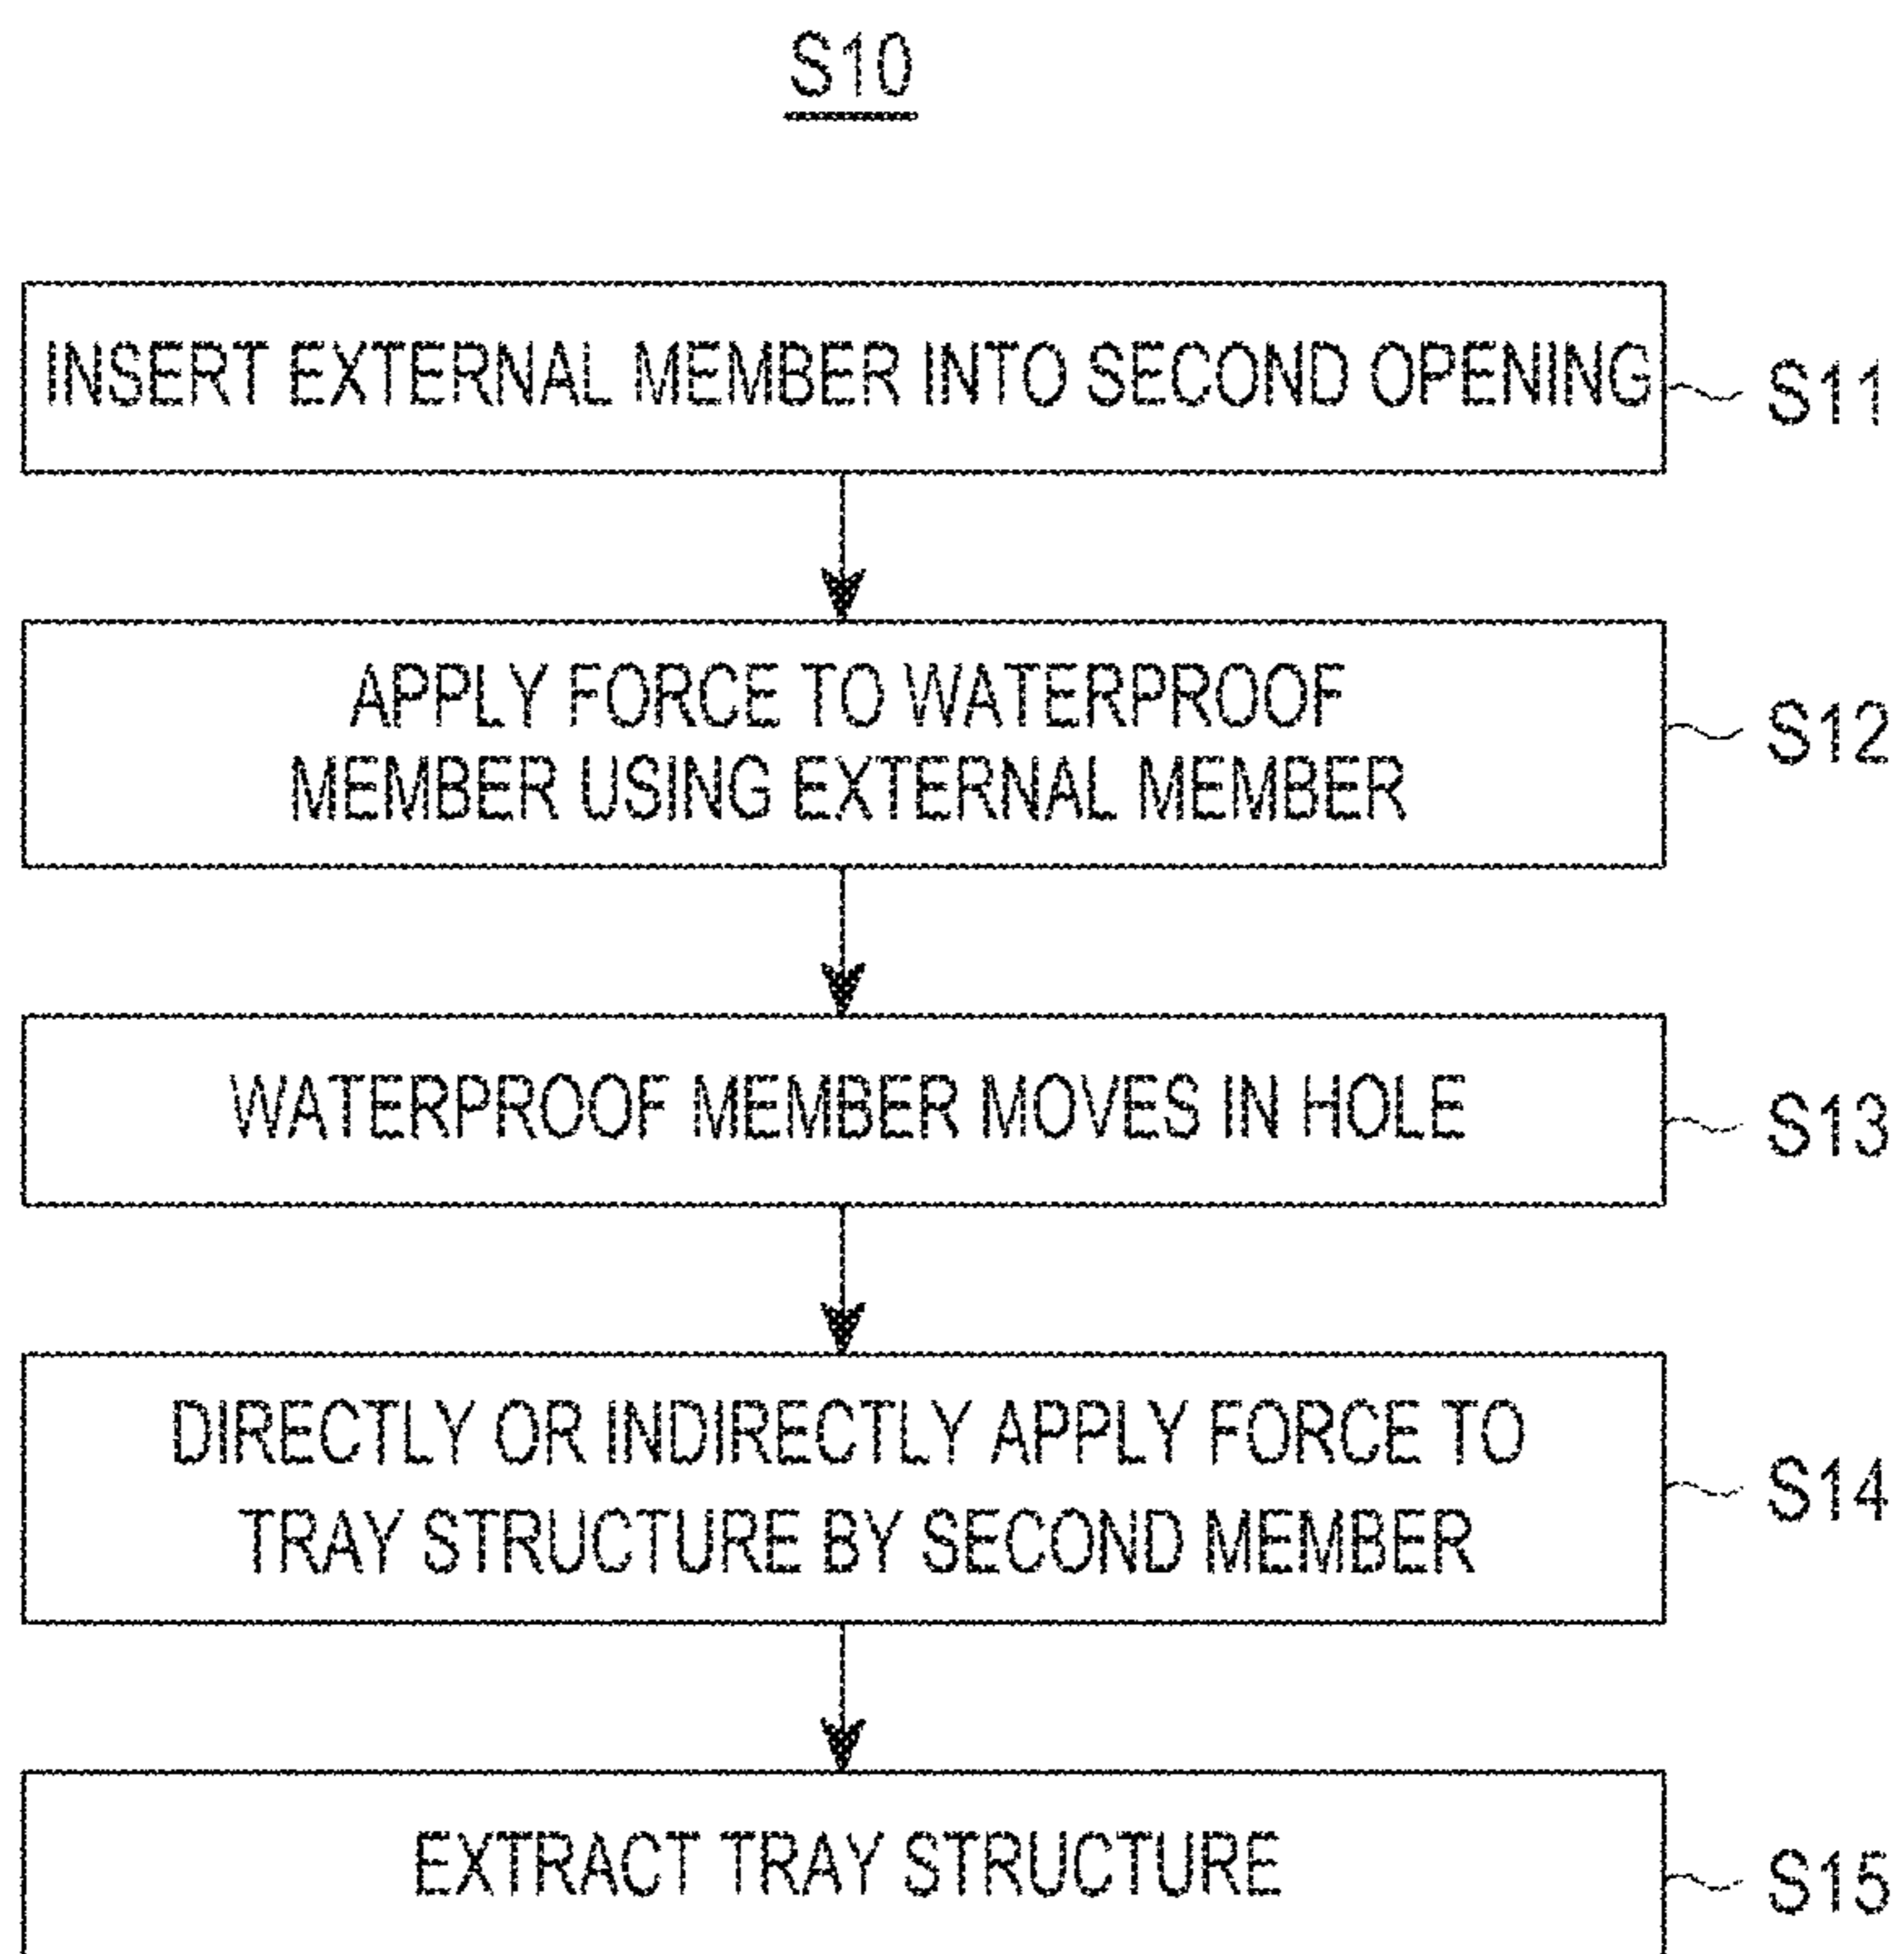 S10
INSERT EXTERNAL MEMBER INTO SECOND OPENING
S11
APPLY FORCE TO WATERPROOF
MEMBER USING EXTERNAL MEMBER
S12
WATERPROOF MEMBER MOVES IN HOLE
S13
DIRECTLY OR INDIRECTLY APPLY FORCE TO
TRAY STRUCTURE BY SECOND MEMBER
S14
EXTRACT TRAY STRUCTURE
S15